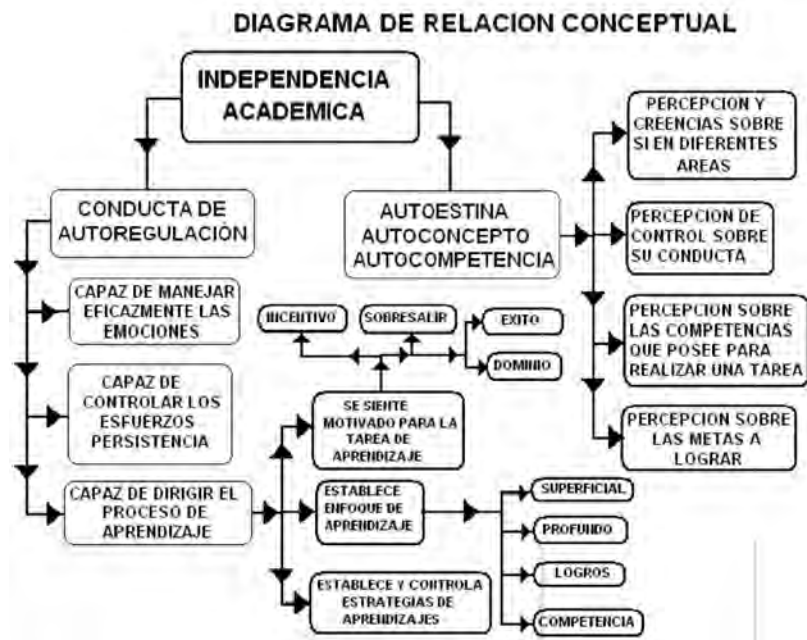 DIAGRAMA DE RELACION CONCEPTUAL
INDEPENDENCIA
ACADEMICA
CONDUCTA DE
AUTOREGULACIÒN
AUTOESTINA
AUTOCONCEPTO
AUTOCOMPETENCIA
PERCEPCION Y
CREENCIAS SOBRE
SI EN DIFERENTES
AREAS
PERCEPCION DE
CONTROL SOBRE
SU CONDUCTA
PERCEPCION SOBRE
LAS COMPETENCIAS
QUE POSEE PARA
REALIZAR UNA TAREA
PERCEPCION SOBRE
LAS METAS A
LOGRAR
CAPAZ DE MANEJAR
EFICAZMENTE LAS
EMOCIONES
CAPAZ DE
CONTROLAR LOS
ESFUERZOS
PERSISTENCIA
CAPAZ DE DIRIGIR EL
PROCESO DE
APRENDIZAJE
INCENTIVO
SOBRESALIR
EXITO
DOMINIO
SE SIENTE
MOTIVADO PARA LA
TAREA DE
APRENDIZAJE
ESTABLECE
ENFOQUE DE
APRENDIZAJE
ESTABLECE Y CONTROLA
ESTRATEGIAS DE
APRENDIZAJES
SUPERFICIAL
PROFUNDO
LOGROS
COMPETENCIA